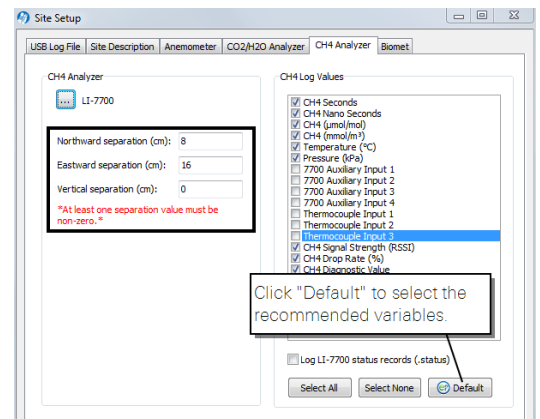 Site Setup
USB Log File
Site Description
Anemometer
CO2/H2O Analyzer
CH4 Analyzer
Biomet
CH4 Analyzer
...
LI-7700
Northward separation (cm): 8
Eastward separation (cm): 16
Vertical separation (cm): 0
*At least one separation value must be
non-zero.*
CH4 Log Values
CH4 Seconds
CH4 Nano Seconds
CH4 (µmol/mol)
CH4 (mmol/m³)
Temperature (°C)
Pressure (kPa)
7700 Auxiliary Input 1
7700 Auxiliary Input 2
7700 Auxiliary Input 3
7700 Auxiliary Input 4
Thermocouple Input 1
Thermocouple Input 2
Thermocouple Input 3
CH4 Signal Strength (RSSI)
CH4 Drop Rate (%)
CH4 Diagnostic Value
Click "Default" to select the
recommended variables.
Log LI-7700 status records (.status)
Select All
Select None
Default